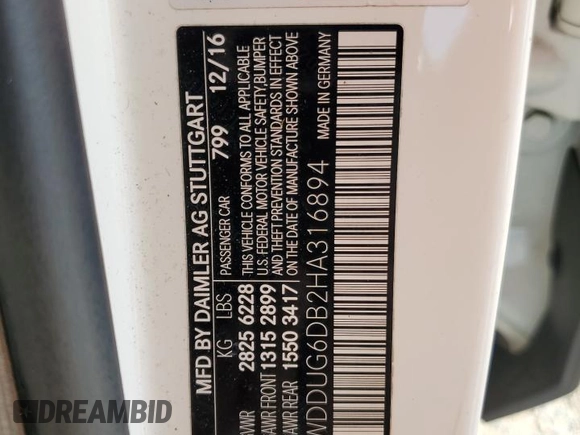 MFD BY DAIMLER AG STUTTGART
PASSENGER CAR 799 12/16
KG LBS
2825 6228
GAWR FRONT 1315 2899
GAWR REAR 1550 3417
THIS VEHICLE CONFORMS TO ALL APPLICABLE
U.S. FEDERAL MOTOR VEHICLE SAFETY, BUMPER
AND THEFT PREVENTION STANDARDS IN EFFECT
ON THE DATE OF MANUFACTURE SHOWN ABOVE
WDDUG6DB2HA316894
MADE IN GERMANY
DREAMBID